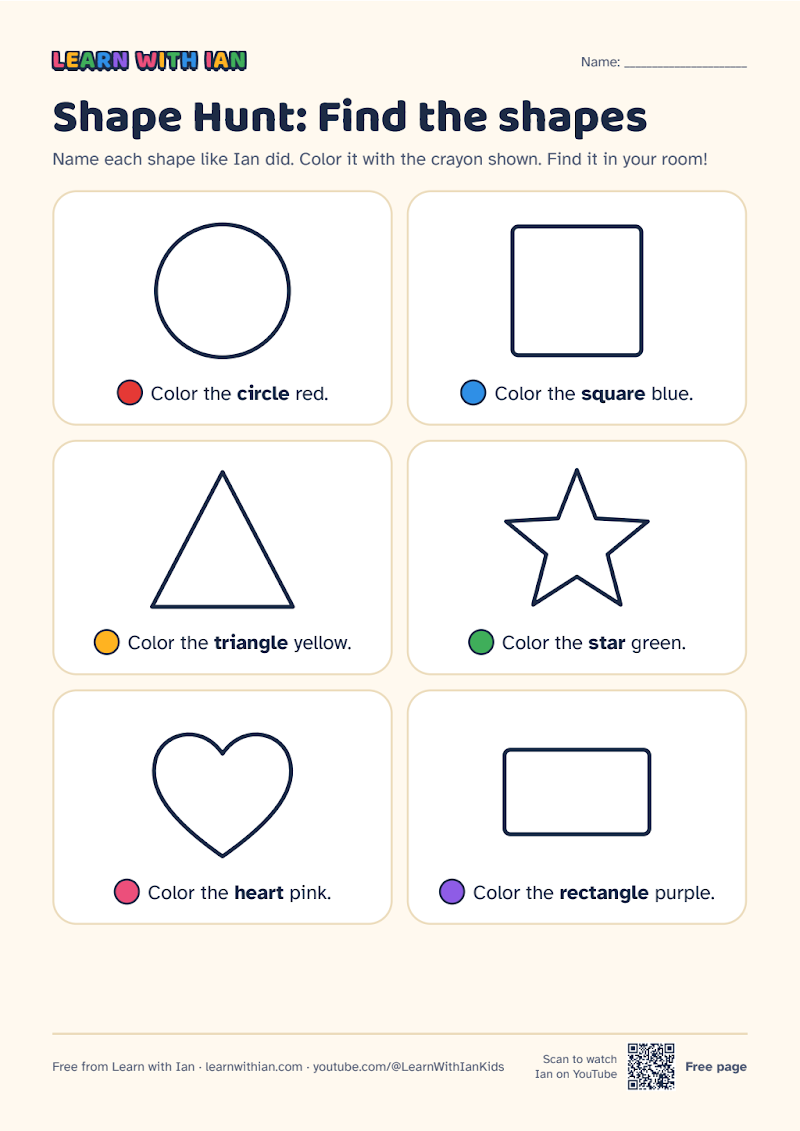 LEARN WITH IAN
Name: ____________________
Shape Hunt: Find the shapes
Name each shape like Ian did. Color it with the crayon shown. Find it in your room!
Color the circle red.
Color the square blue.
Color the triangle yellow.
Color the star green.
Color the heart pink.
Color the rectangle purple.
Free from Learn with Ian · learnwithian.com · youtube.com/@LearnWithIanKids
Scan to watch
Ian on YouTube
Free page